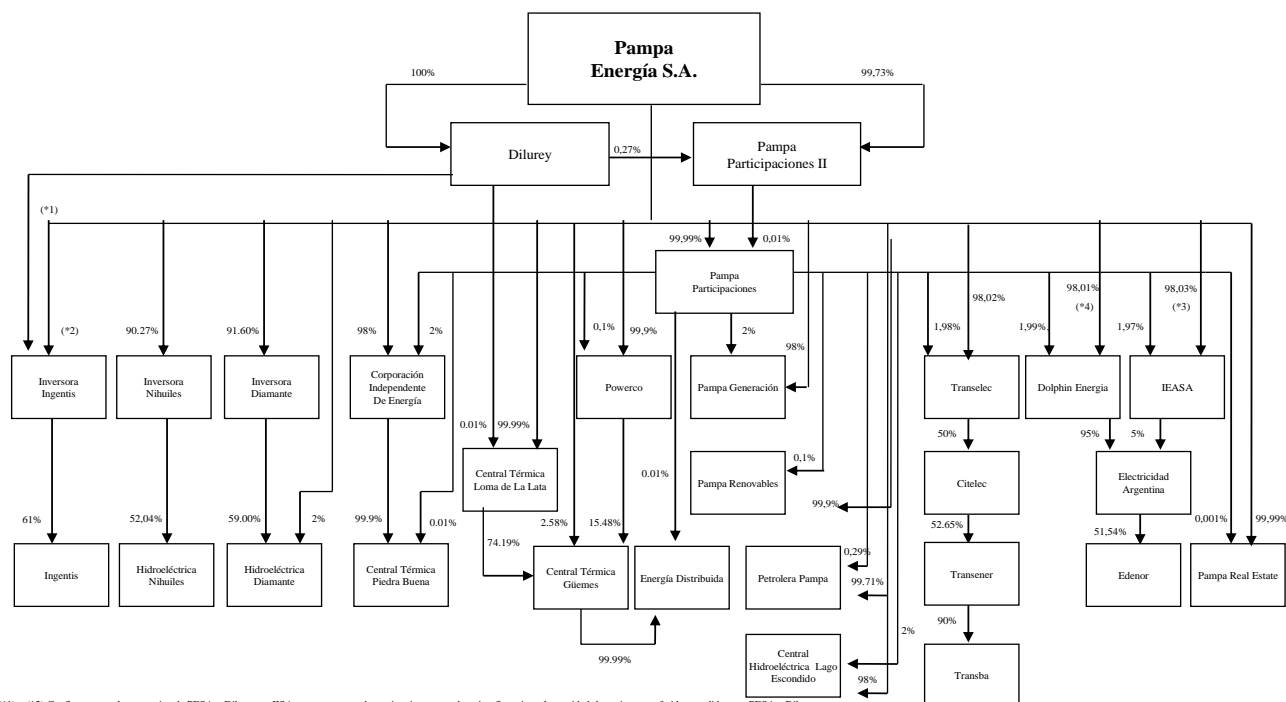 Pampa
Energía S.A.
100%
99,73%
Dilurey
0,27%
Pampa
Participaciones II
(*1)
99,99%
0,01%
Pampa
Participaciones
98,01%
(*4)
98,03%
(*3)
98,02%
(*2)
90.27%
91.60%
98%
2%
0,1%
99,9%
2%
98%
1,98%
1,99%
1,97%
Inversora
Ingentis
Inversora
Nihuiles
Inversora
Diamante
Corporación
Independiente
De Energía
Powerco
Pampa Generación
Transelec
Dolphin Energia
IEASA
0.01%
99.99%
50%
95%
5%
Central Térmica
Loma de La Lata
0.01%
Pampa Renovables
0,1%
Citelec
Electricidad
Argentina
99,9%
61%
52,04%
59.00%
2%
99.9%
0.01%
74.19%
2.58%
15.48%
52.65%
51,54%
0,001%
99,99%
Ingentis
Hidroeléctrica
Nihuiles
Hidroeléctrica
Diamante
Central Térmica
Piedra Buena
Central Térmica
Güemes
Energía Distribuida
Petrolera Pampa
0,29%
99.71%
Transener
Edenor
Pampa Real Estate
99.99%
90%
2%
Central
Hidroeléctrica Lago
Escondido
98%
Transba